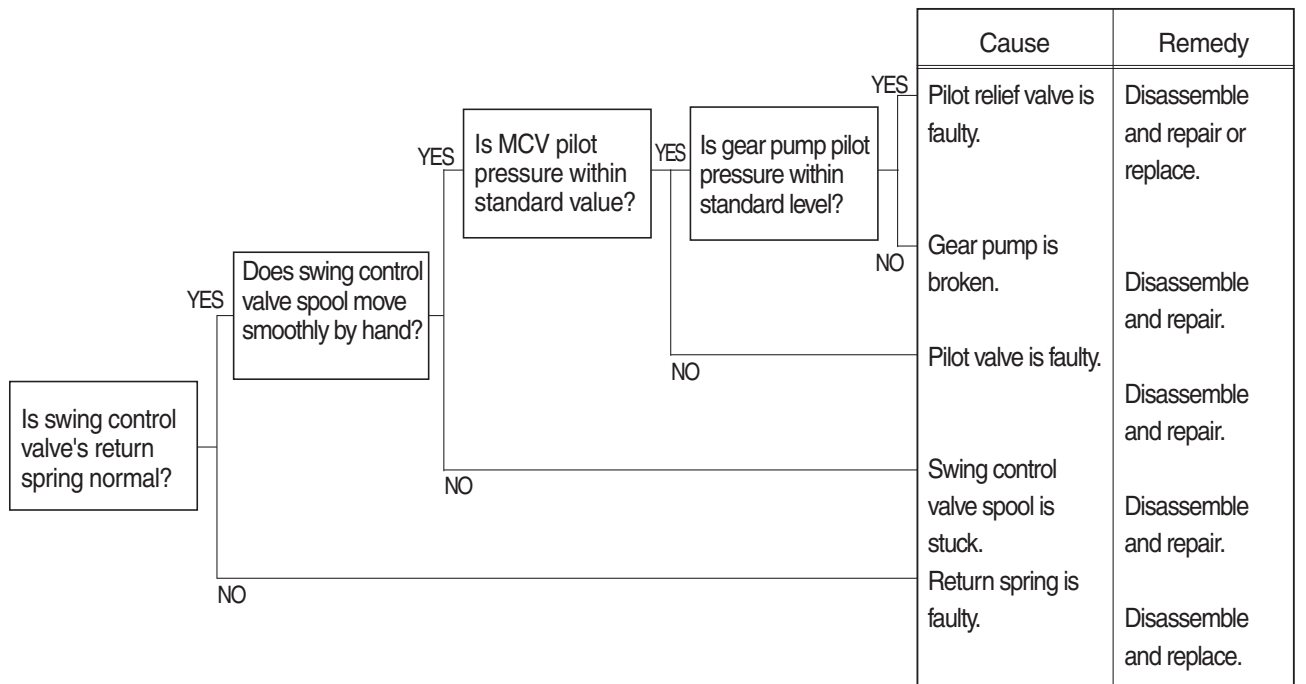 Cause
Remedy
YES
Pilot relief valve is
faulty.
Disassemble
and repair or
replace.
YES
Is MCV pilot
pressure within
standard value?
YES
Is gear pump pilot
pressure within
standard level?
NO
Gear pump is
broken.
Disassemble
and repair.
YES
Does swing control
valve spool move
smoothly by hand?
NO
Pilot valve is faulty.
Disassemble
and repair.
Is swing control
valve's return
spring normal?
NO
Swing control
valve spool is
stuck.
Disassemble
and repair.
NO
Return spring is
faulty.
Disassemble
and replace.